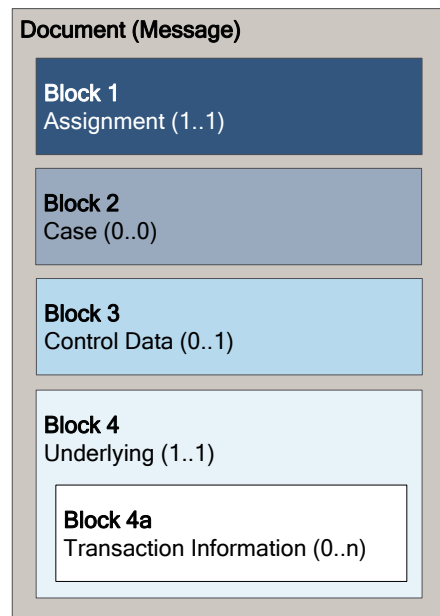 Document (Message)
Block 1
Assignment (1..1)
Block 2
Case (0..0)
Block 3
Control Data (0..1)
Block 4
Underlying (1..1)
Block 4a
Transaction Information (0..n)